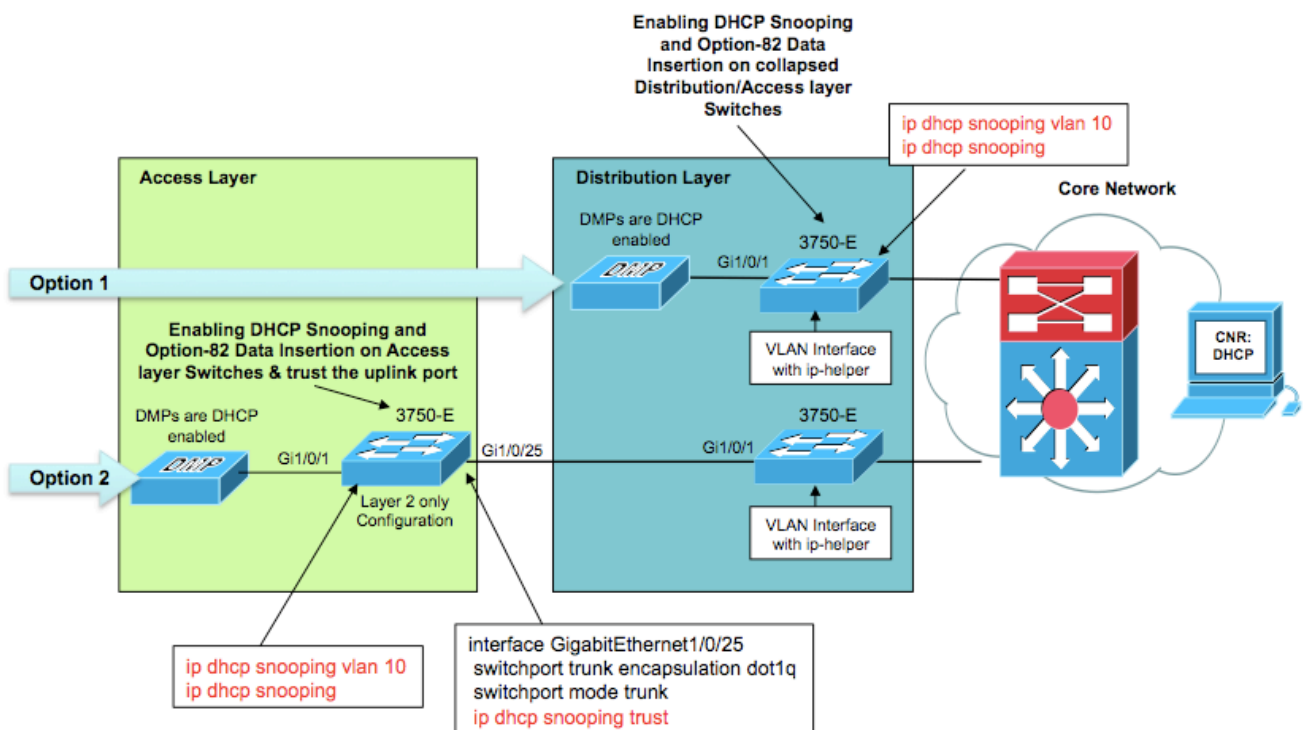 Enabling DHCP Snooping
and Option-82 Data
Insertion on collapsed
Distribution/Access layer
Switches
ip dhcp snooping vlan 10
ip dhcp snooping
Access Layer
Distribution Layer
Core Network
DMPs are DHCP
enabled
3750-E
DMP
Gi1/0/1
Option 1
VLAN Interface
with ip-helper
CNR:
DHCP
Enabling DHCP Snooping and
Option-82 Data Insertion on Access
layer Switches & trust the uplink port
DMPs are DHCP
enabled
3750-E
3750-E
DMP
Gi1/0/1
Gi1/0/25
Gi1/0/1
Option 2
Layer 2 only
Configuration
VLAN Interface
with ip-helper
ip dhcp snooping vlan 10
ip dhcp snooping
interface GigabitEthernet1/0/25
switchport trunk encapsulation dot1q
switchport mode trunk
ip dhcp snooping trust